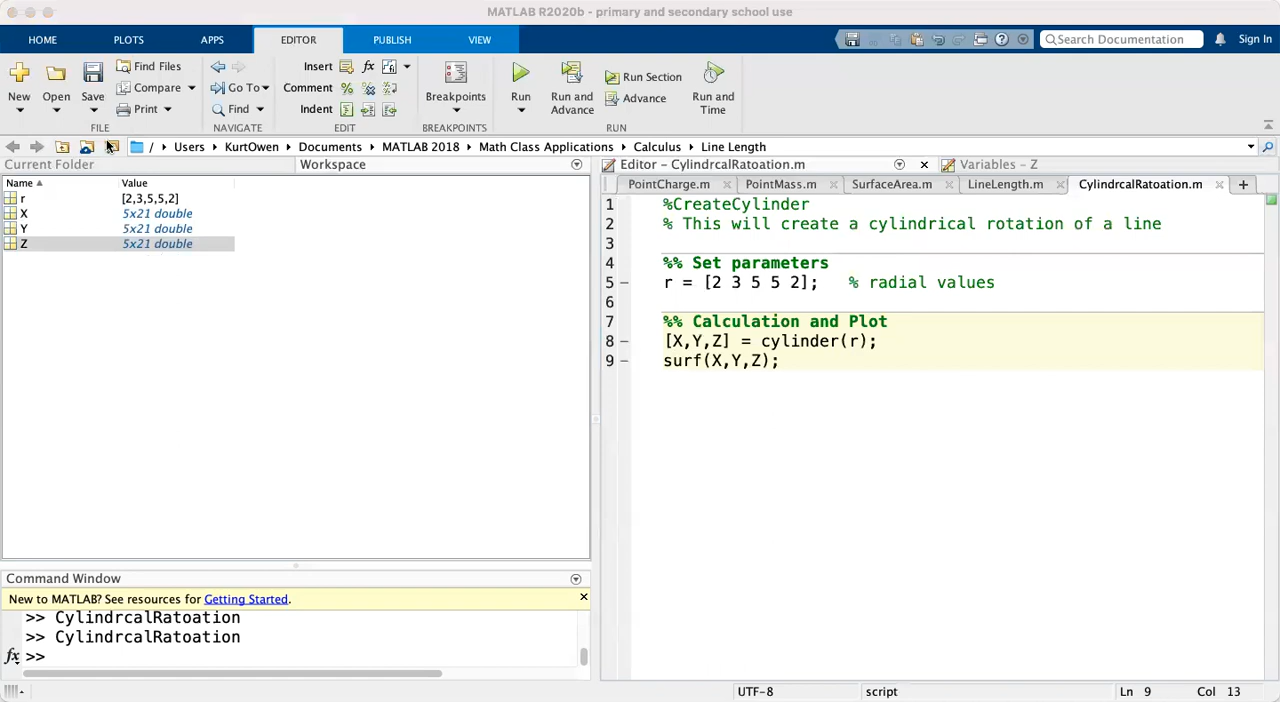 MATLAB R2020b - primary and secondary school use
HOME PLOTS APPS EDITOR PUBLISH VIEW Search Documentation Sign In
New Open Save Find Files Compare Print
Go To Find
Insert fx Comment Indent
Breakpoints
Run Run and Advance Run Section Advance Run and Time
FILE NAVIGATE EDIT BREAKPOINTS RUN
/ Users KurtOwen Documents MATLAB 2018 Math Class Applications Calculus Line Length
Current Folder Workspace
Name Value
r [2,3,5,5,2]
X 5x21 double
Y 5x21 double
Z 5x21 double
Editor - CylindrcalRatoation.m Variables - Z
PointCharge.m PointMass.m SurfaceArea.m LineLength.m CylindrcalRatoation.m +
1 %CreateCylinder
2 % This will create a cylindrical rotation of a line
3
4 %% Set parameters
5 r = [2 3 5 5 2]; % radial values
6
7 %% Calculation and Plot
8 [X,Y,Z] = cylinder(r);
9 surf(X,Y,Z);
Command Window
New to MATLAB? See resources for Getting Started.
>> CylindrcalRatoation
>> CylindrcalRatoation
fx >>
UTF-8 script Ln 9 Col 13